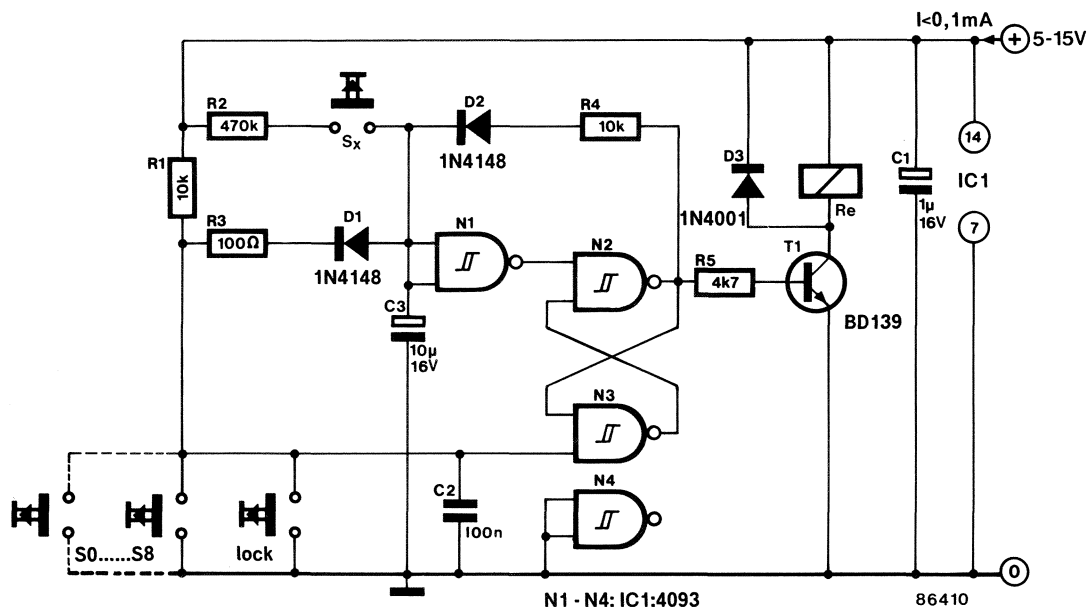 I<0,1mA
+ 5-15V
R2
470k
Sx
D2
1N4148
R4
10k
R1
10k
R3
100Ω
D1
1N4148
N1
N2
D3
1N4001
Re
C1
1µ
16V
14
IC1
7
R5
4k7
T1
BD139
C3
10µ
16V
N3
N4
C2
100n
S0......S8
lock
0
N1 - N4: IC1:4093
86410